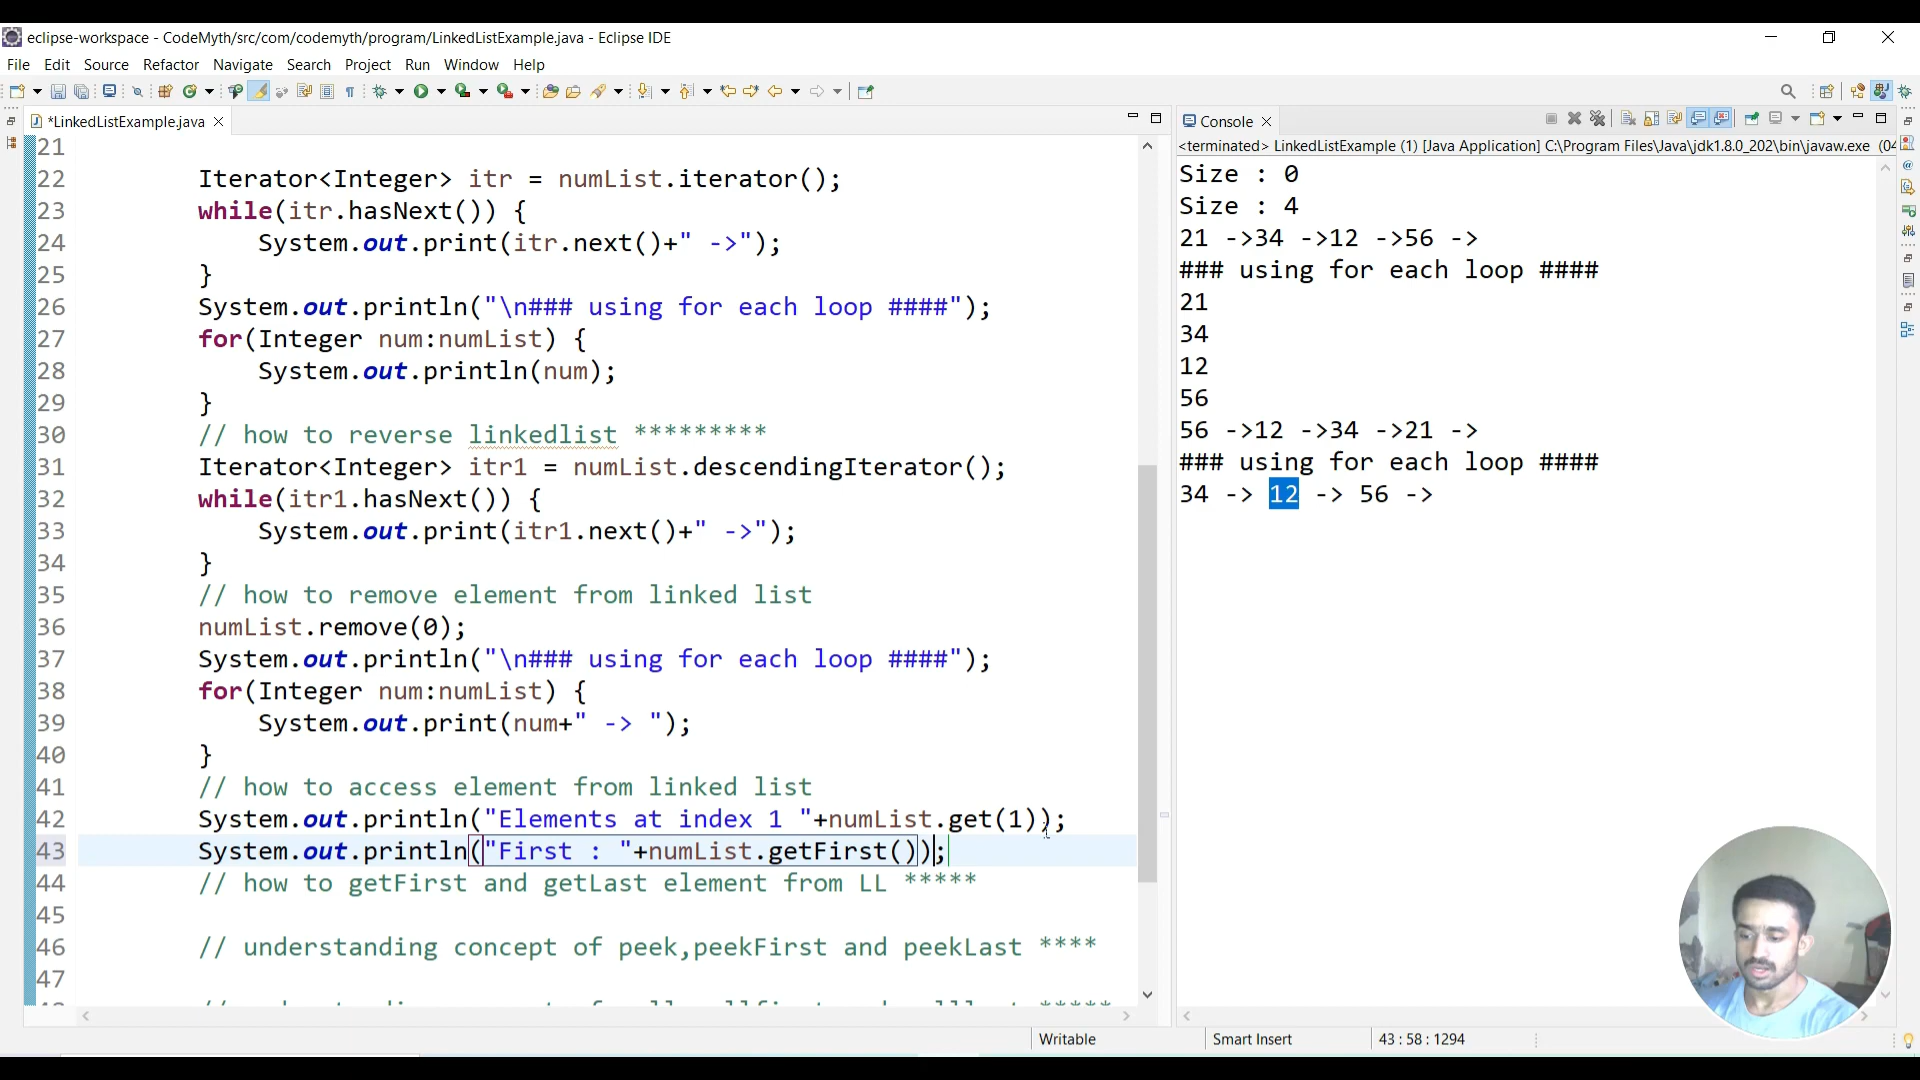 eclipse-workspace - CodeMyth/src/com/codemyth/program/LinkedListExample.java - Eclipse IDE
File Edit Source Refactor Navigate Search Project Run Window Help
*LinkedListExample.java
21
22 Iterator<Integer> itr = numList.iterator();
23 while(itr.hasNext()) {
24 System.out.print(itr.next()+" ->");
25 }
26 System.out.println("\n### using for each loop ####");
27 for(Integer num:numList) {
28 System.out.println(num);
29 }
30 // how to reverse linkedlist *********
31 Iterator<Integer> itr1 = numList.descendingIterator();
32 while(itr1.hasNext()) {
33 System.out.print(itr1.next()+" ->");
34 }
35 // how to remove element from linked list
36 numList.remove(0);
37 System.out.println("\n### using for each loop ####");
38 for(Integer num:numList) {
39 System.out.print(num+" -> ");
40 }
41 // how to access element from linked list
42 System.out.println("Elements at index 1 "+numList.get(1));
43 System.out.println("First : "+numList.getFirst());
44 // how to getFirst and getLast element from LL *****
45
46 // understanding concept of peek,peekFirst and peekLast ****
47
Console
<terminated> LinkedListExample (1) [Java Application] C:\Program Files\Java\jdk1.8.0_202\bin\javaw.exe (04
Size : 0
Size : 4
21 ->34 ->12 ->56 ->
### using for each loop ####
21
34
12
56
56 ->12 ->34 ->21 ->
### using for each loop ####
34 -> 12 -> 56 ->
Writable Smart Insert 43 : 58 : 1294